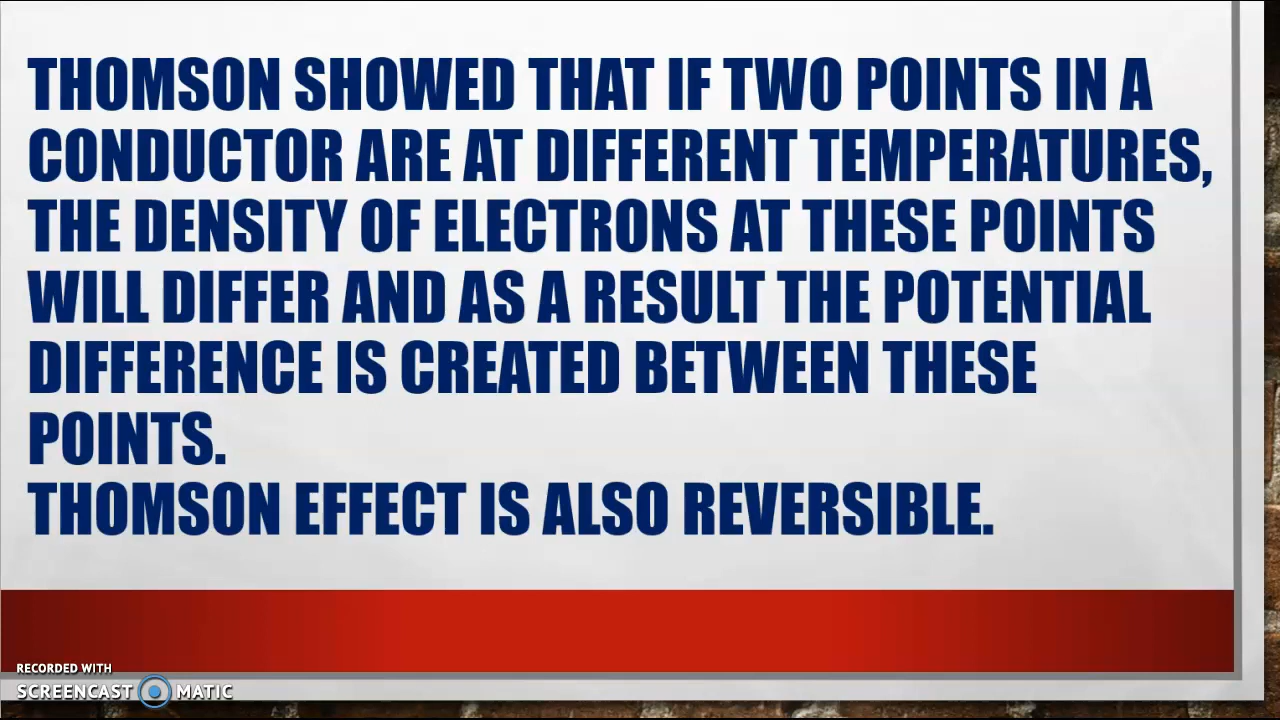 THOMSON SHOWED THAT IF TWO POINTS IN A
CONDUCTOR ARE AT DIFFERENT TEMPERATURES,
THE DENSITY OF ELECTRONS AT THESE POINTS
WILL DIFFER AND AS A RESULT THE POTENTIAL
DIFFERENCE IS CREATED BETWEEN THESE
POINTS.
THOMSON EFFECT IS ALSO REVERSIBLE.
RECORDED WITH
SCREENCAST MATIC